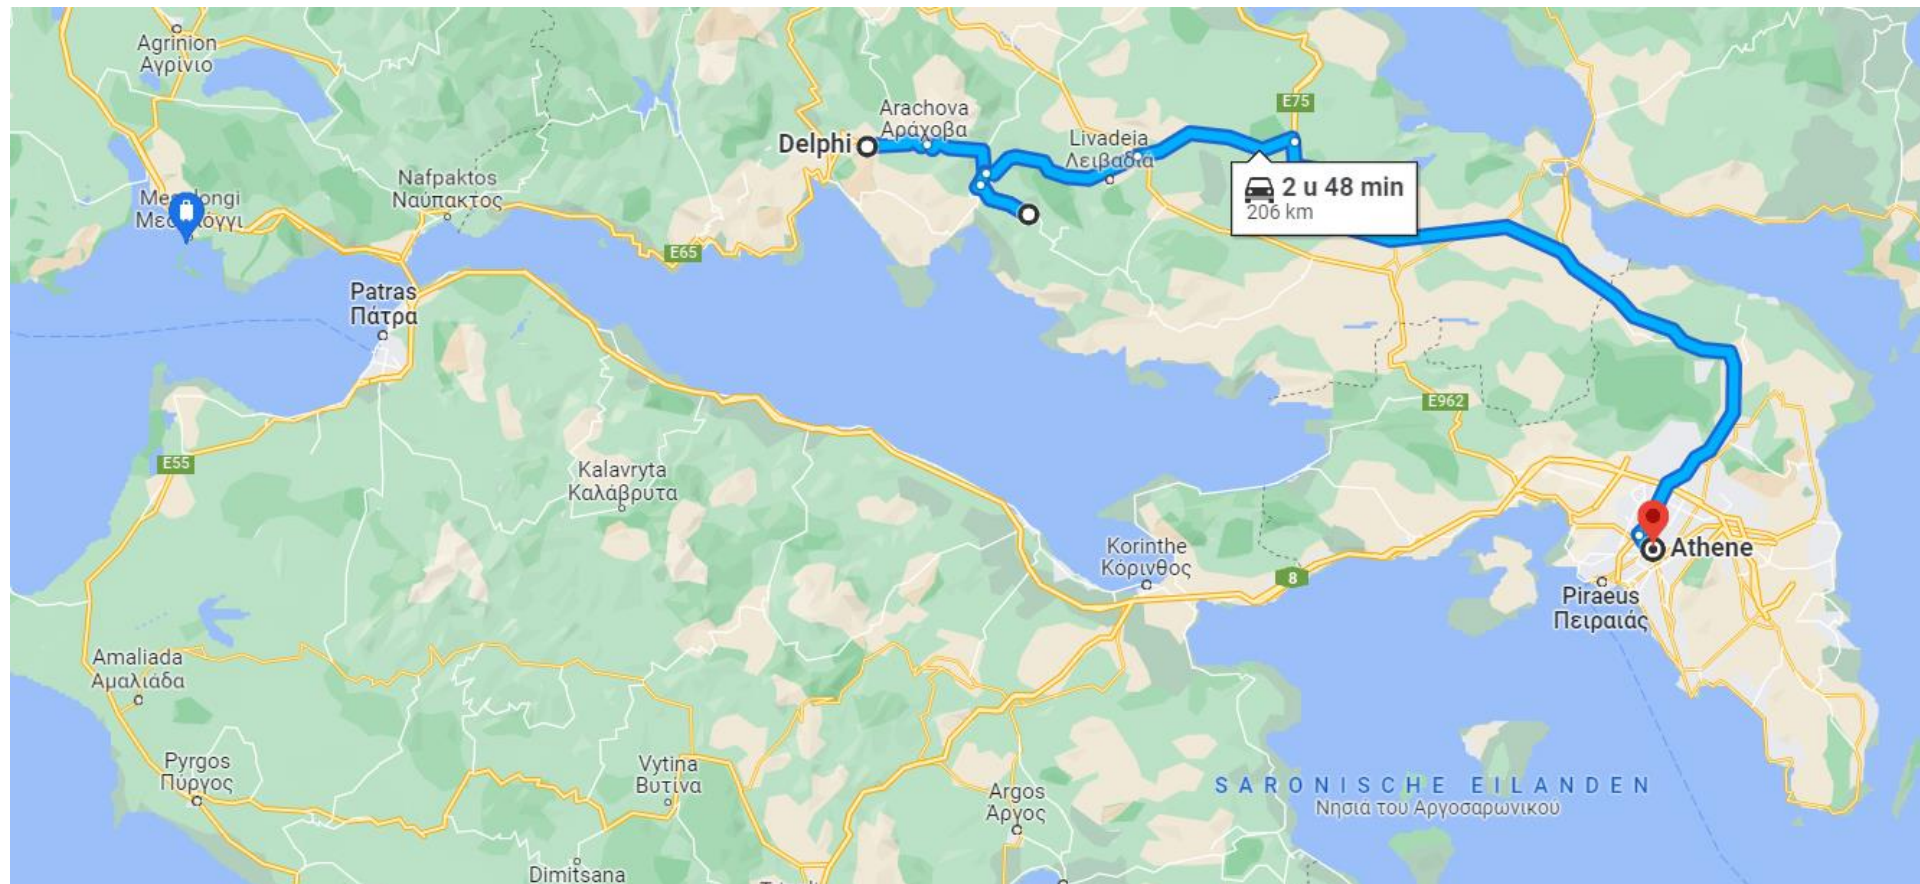 Agrinion
Αγρίνιο
Arachova
Αράχοβα
E75
Delphi
Livadeia
Λειβαδιά
2 u 48 min
206 km
Nafpaktos
Ναύπακτος
E65
Patras
Πάτρα
E962
E55
Kalavryta
Καλάβρυτα
Korinthe
Κόρινθος
8
Athene
Piraeus
Πειραιάς
Amaliada
Αμαλιάδα
Pyrgos
Πύργος
Vytina
Βυτίνα
Argos
Άργος
SARONISCHE EILANDEN
Νησιά του Αργοσαρωνικού
Dimitsana